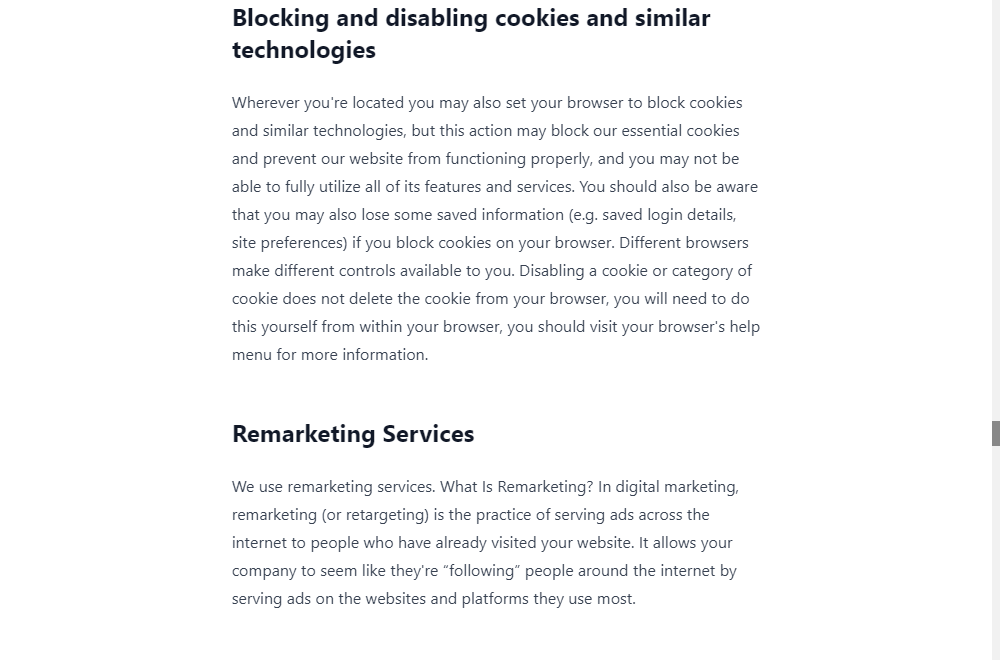 Blocking and disabling cookies and similar
technologies
Wherever you're located you may also set your browser to block cookies
and similar technologies, but this action may block our essential cookies
and prevent our website from functioning properly, and you may not be
able to fully utilize all of its features and services. You should also be aware
that you may also lose some saved information (e.g. saved login details,
site preferences) if you block cookies on your browser. Different browsers
make different controls available to you. Disabling a cookie or category of
cookie does not delete the cookie from your browser, you will need to do
this yourself from within your browser, you should visit your browser's help
menu for more information.
Remarketing Services
We use remarketing services. What Is Remarketing? In digital marketing,
remarketing (or retargeting) is the practice of serving ads across the
internet to people who have already visited your website. It allows your
company to seem like they're “following” people around the internet by
serving ads on the websites and platforms they use most.